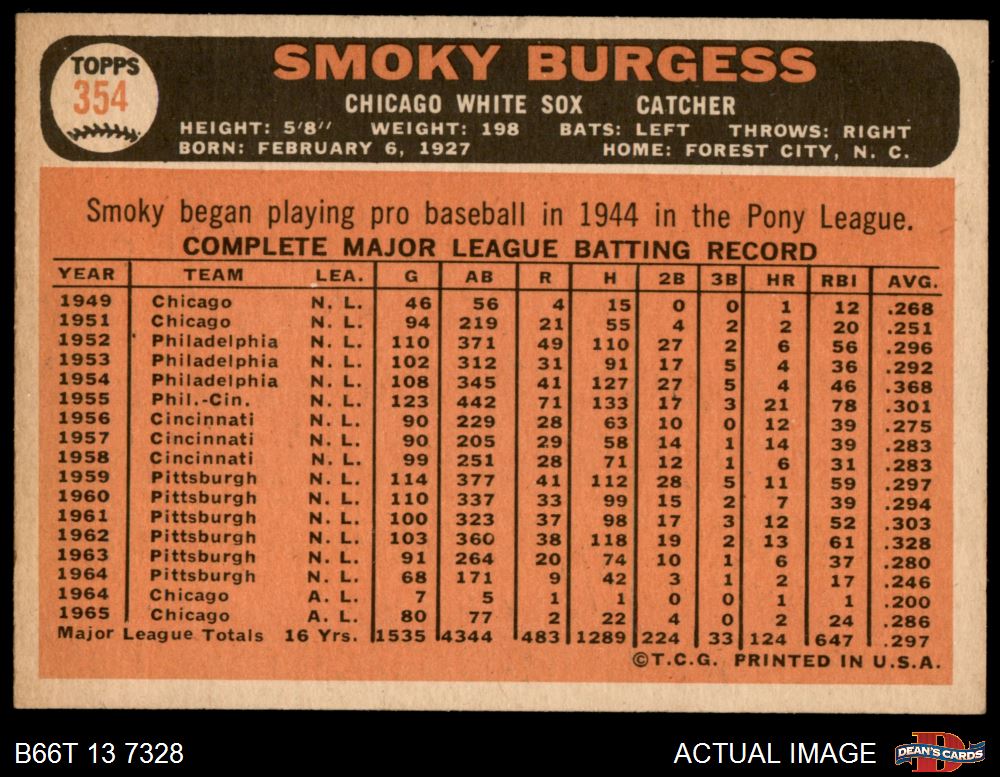 TOPPS
354
SMOKY BURGESS
CHICAGO WHITE SOX CATCHER
HEIGHT: 5'8" WEIGHT: 198 BATS: LEFT THROWS: RIGHT
BORN: FEBRUARY 6, 1927 HOME: FOREST CITY, N. C.
Smoky began playing pro baseball in 1944 in the Pony League.
COMPLETE MAJOR LEAGUE BATTING RECORD
YEAR TEAM LEA. G AB R H 2B 3B HR RBI AVG.
1949 Chicago N. L. 46 56 4 15 0 0 1 12 .268
1951 Chicago N. L. 94 219 21 55 4 2 2 20 .251
1952 Philadelphia N. L. 110 371 49 110 27 2 6 56 .296
1953 Philadelphia N. L. 102 312 31 91 17 5 4 36 .292
1954 Philadelphia N. L. 108 345 41 127 27 5 4 46 .368
1955 Phil.-Cin. N. L. 123 442 71 133 17 3 21 78 .301
1956 Cincinnati N. L. 90 229 28 63 10 0 12 39 .275
1957 Cincinnati N. L. 90 205 29 58 14 1 14 39 .283
1958 Cincinnati N. L. 99 251 28 71 12 1 6 31 .283
1959 Pittsburgh N. L. 114 377 41 112 28 5 11 59 .297
1960 Pittsburgh N. L. 110 337 33 99 15 2 7 39 .294
1961 Pittsburgh N. L. 100 323 37 98 17 3 12 52 .303
1962 Pittsburgh N. L. 103 360 38 118 19 2 13 61 .328
1963 Pittsburgh N. L. 91 264 20 74 10 1 6 37 .280
1964 Pittsburgh N. L. 68 171 9 42 3 1 2 17 .246
1964 Chicago A. L. 7 5 1 1 0 0 1 1 .200
1965 Chicago A. L. 80 77 2 22 4 0 2 24 .286
Major League Totals 16 Yrs. 1535 4344 483 1289 224 33 124 647 .297
©T.C.G. PRINTED IN U.S.A.
B66T 13 7328 ACTUAL IMAGE
D
DEAN'S CARDS